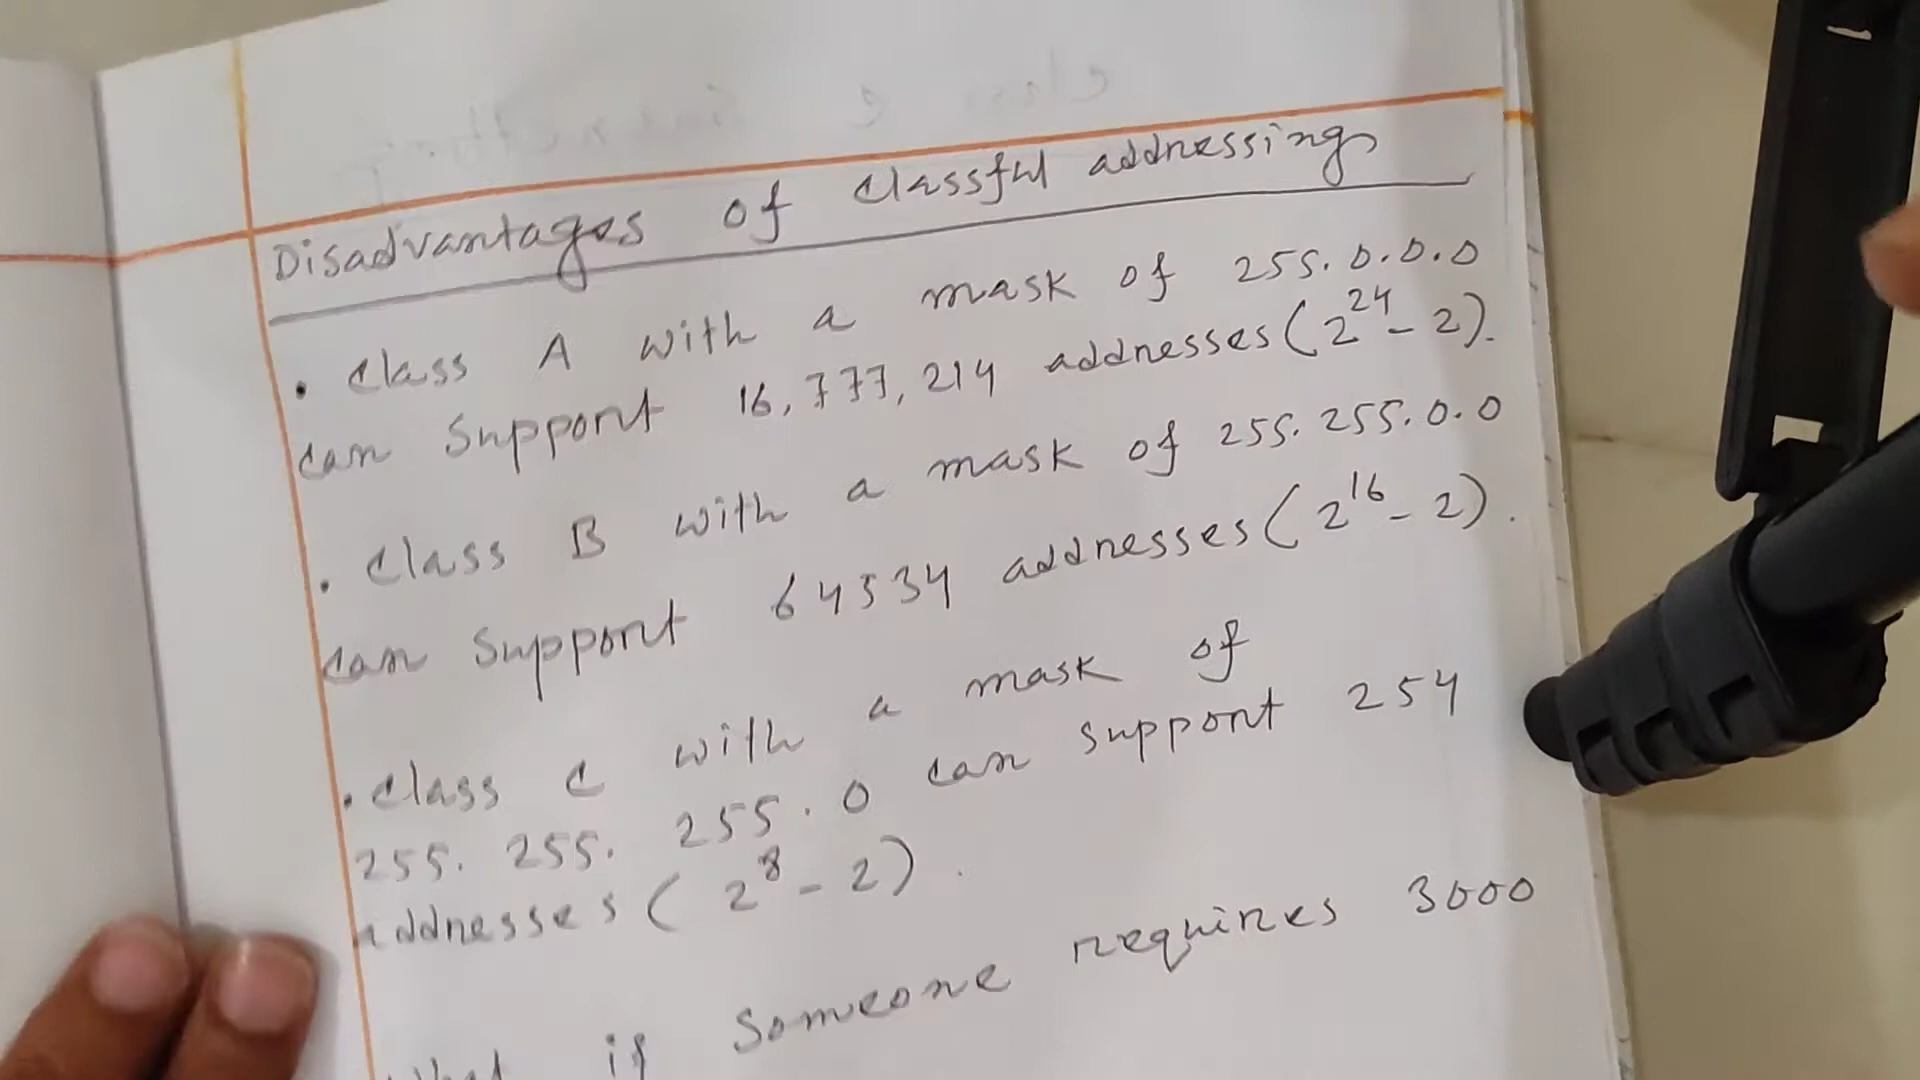 Disadvantages of classful addressing
• Class A with a mask of 255.0.0.0
can support 16,777,214 addresses (2^24 - 2).
• Class B with a mask of 255.255.0.0
can support 64534 addresses (2^16 - 2).
• Class C with a mask of
255.255.255.0 can support 254
addresses (2^8 - 2).
What if someone requires 3000